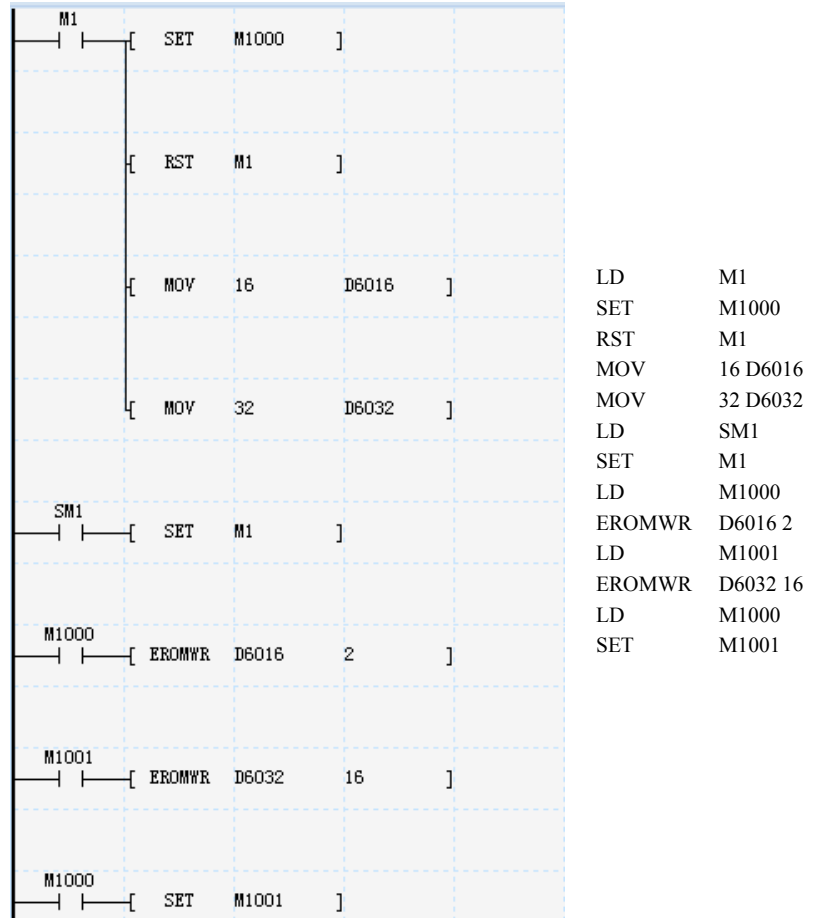 M1
[ SET M1000 ]
[ RST M1 ]
[ MOV 16 D6016 ]
[ MOV 32 D6032 ]
SM1
[ SET M1 ]
M1000
[ EROMWR D6016 2 ]
M1001
[ EROMWR D6032 16 ]
M1000
[ SET M1001 ]
LD M1
SET M1000
RST M1
MOV 16 D6016
MOV 32 D6032
LD SM1
SET M1
LD M1000
EROMWR D6016 2
LD M1001
EROMWR D6032 16
LD M1000
SET M1001